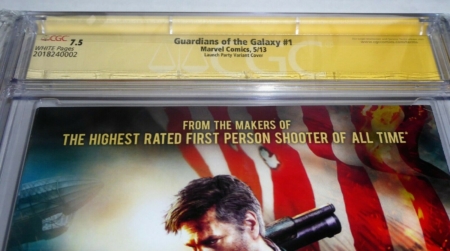 CGC 7.5
WHITE Pages
2018240002
Guardians of the Galaxy #1
Marvel Comics, 5/13
Launch Party Variant Cover
CGC
FROM THE MAKERS OF
THE HIGHEST RATED FIRST PERSON SHOOTER OF ALL TIME*